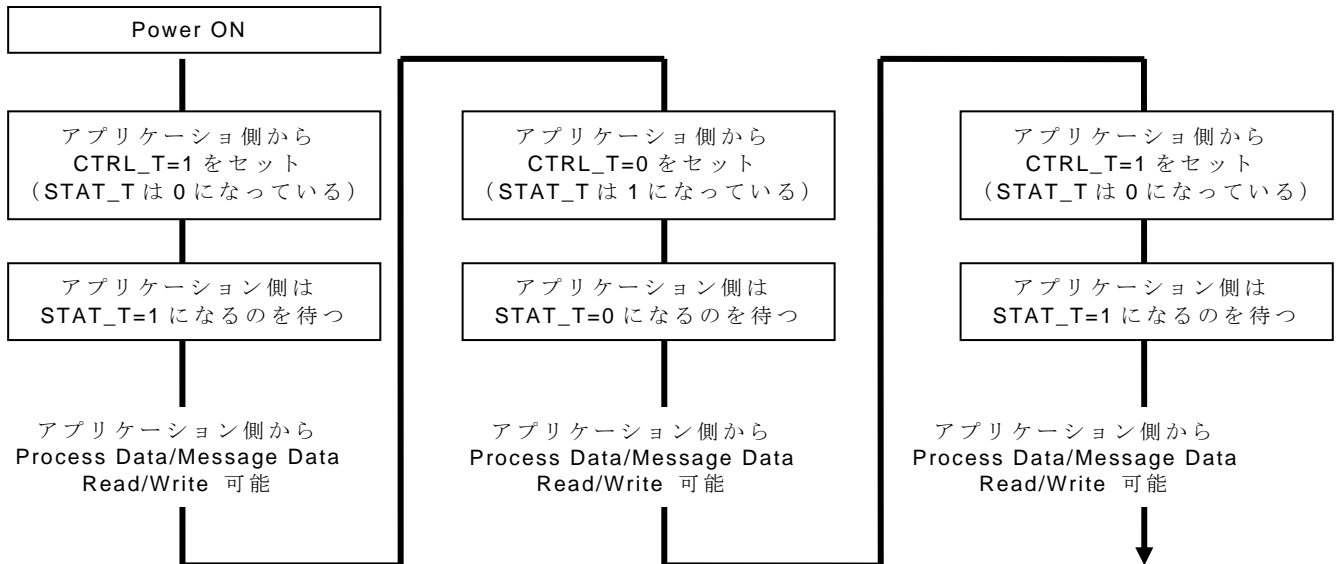 Power ON
アプリケーショ側から
CTRL_T=1 をセット
(STAT_T は 0 になっている)
アプリケーション側は
STAT_T=1 になるのを待つ
アプリケーション側から
Process Data/Message Data
Read/Write 可能
アプリケーショ側から
CTRL_T=0 をセット
(STAT_T は 1 になっている)
アプリケーション側は
STAT_T=0 になるのを待つ
アプリケーション側から
Process Data/Message Data
Read/Write 可能
アプリケーショ側から
CTRL_T=1 をセット
(STAT_T は 0 になっている)
アプリケーション側は
STAT_T=1 になるのを待つ
アプリケーション側から
Process Data/Message Data
Read/Write 可能